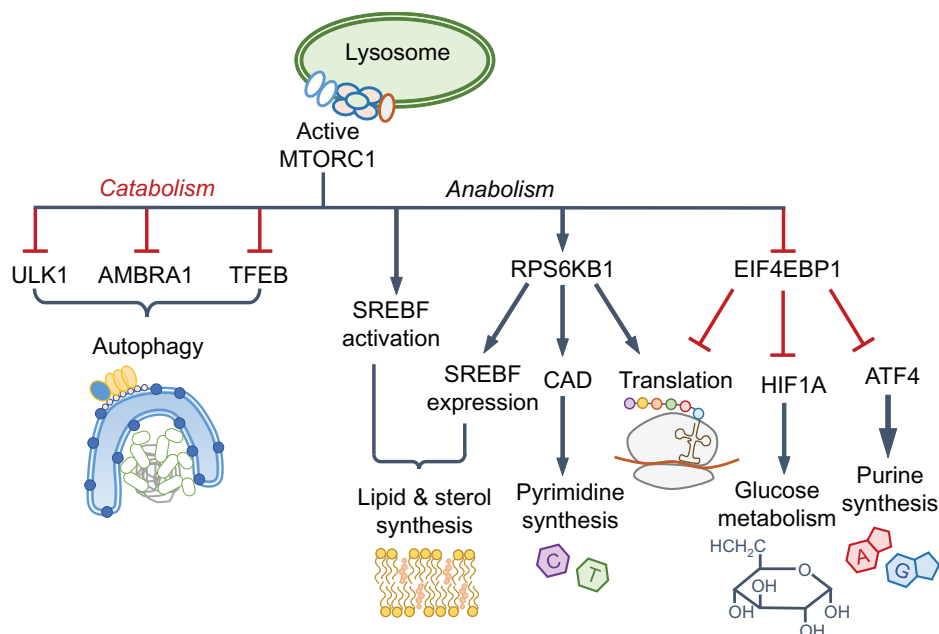 Lysosome
Active
MTORC1
Catabolism
Anabolism
ULK1
AMBRA1
TFEB
RPS6KB1
EIF4EBP1
Autophagy
SREBF
activation
SREBF
expression
CAD
Translation
HIF1A
ATF4
Lipid & sterol
synthesis
Pyrimidine
synthesis
Glucose
metabolism
Purine
synthesis
C
T
A
G
HCH₂C
O
OH
OH
OH
OH
OH